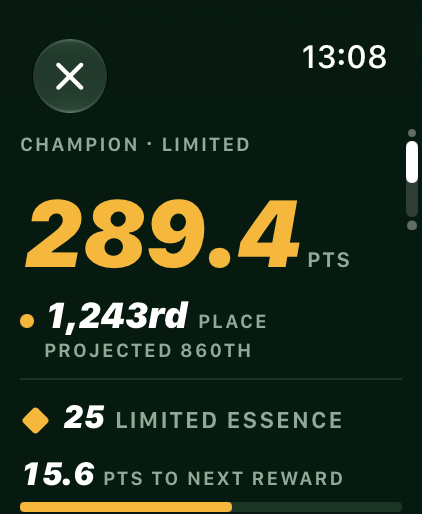 13:08
CHAMPION · LIMITED
289.4 PTS
1,243rd PLACE
PROJECTED 860TH
25 LIMITED ESSENCE
15.6 PTS TO NEXT REWARD